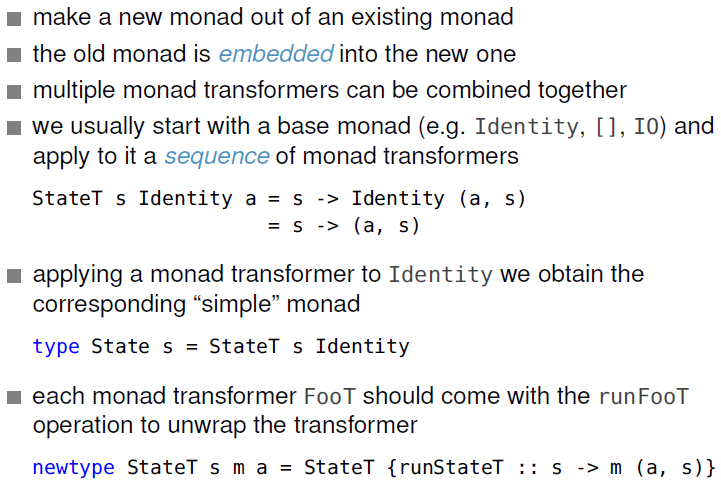 make a new monad out of an existing monad
the old monad is embedded into the new one
multiple monad transformers can be combined together
we usually start with a base monad (e.g. Identity, [], IO) and
apply to it a sequence of monad transformers
StateT s Identity a = s -> Identity (a, s)
= s -> (a, s)
applying a monad transformer to Identity we obtain the
corresponding “simple” monad
type State s = StateT s Identity
each monad transformer FooT should come with the runFooT
operation to unwrap the transformer
newtype StateT s m a = StateT {runStateT :: s -> m (a, s)}